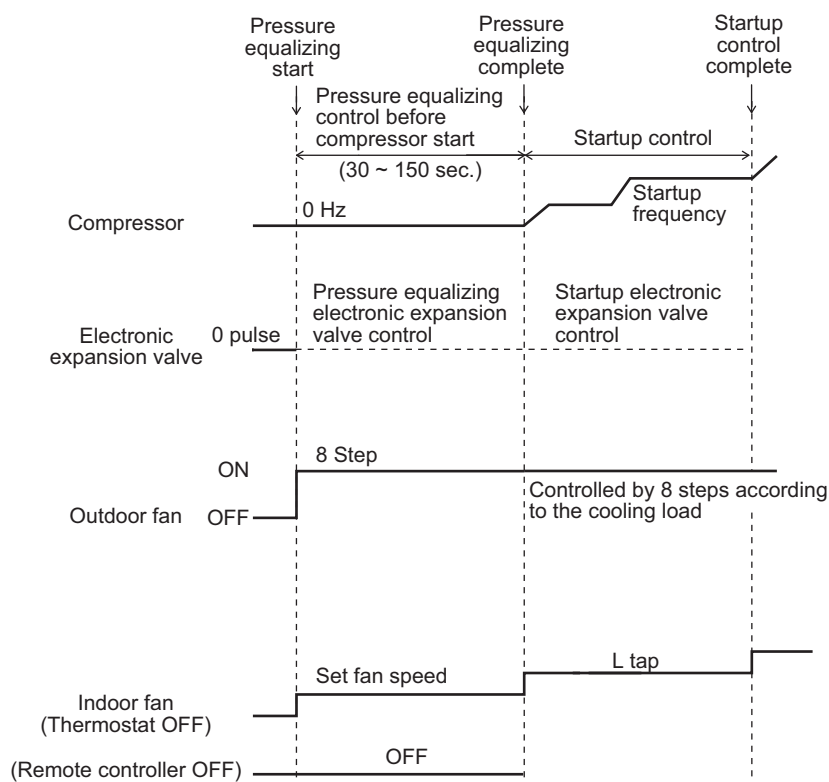 Pressure
equalizing
start
Pressure
equalizing
complete
Startup
control
complete
Pressure equalizing
control before
compressor start
(30 ~ 150 sec.)
Startup control
Compressor
0 Hz
Startup
frequency
Electronic
expansion valve
0 pulse
Pressure equalizing
electronic expansion
valve control
Startup electronic
expansion valve
control
Outdoor fan
ON
OFF
8 Step
Controlled by 8 steps according
to the cooling load
Indoor fan
(Thermostat OFF)
Set fan speed
L tap
(Remote controller OFF)
OFF